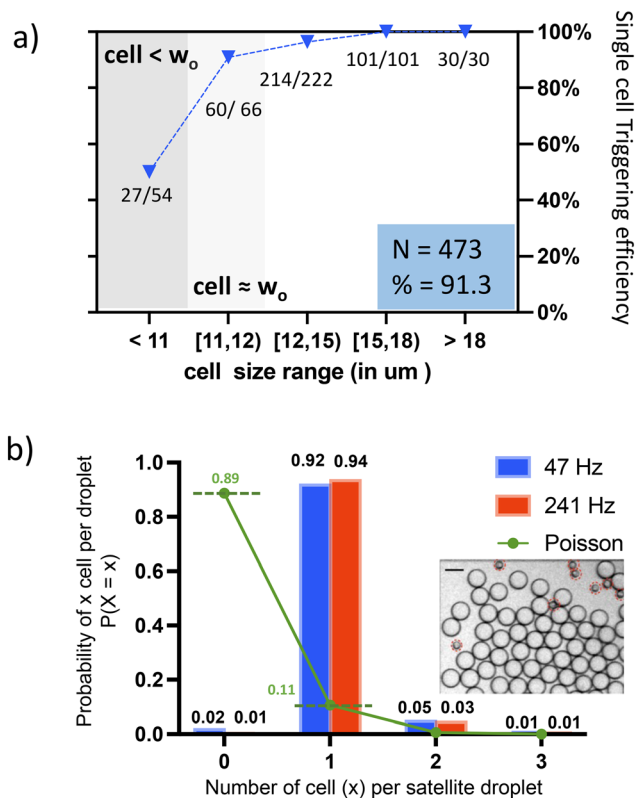 a)
cell < wo
27/54
60/ 66
214/222
101/101
30/30
cell ≈ wo
N = 473
% = 91.3
100%
80%
60%
40%
20%
0%
Single cell Triggering efficiency
< 11
[11,12)
[12,15)
[15,18)
> 18
cell size range (in um )
b)
Probability of x cell per droplet
P(X = x)
1.0
0.8
0.6
0.4
0.2
0.0
0.89
0.11
0.02
0.01
0.92
0.94
0.05
0.03
0.01
0.01
47 Hz
241 Hz
Poisson
0
1
2
3
Number of cell (x) per satellite droplet